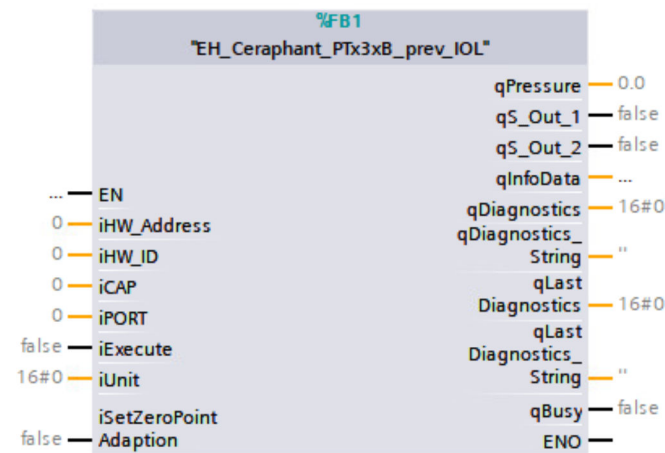 %FB1
"EH_Ceraphant_PTx3xB_prev_IOL"
qPressure 0.0
qS_Out_1 false
qS_Out_2 false
qInfoData ...
... EN
qDiagnostics 16#0
0 iHW_Address
qDiagnostics_
String ''
0 iHW_ID
qLast
0 iCAP
Diagnostics 16#0
0 iPORT
qLast
false iExecute
Diagnostics_
String ''
16#0 iUnit
qBusy false
iSetZeroPoint
false Adaption
ENO